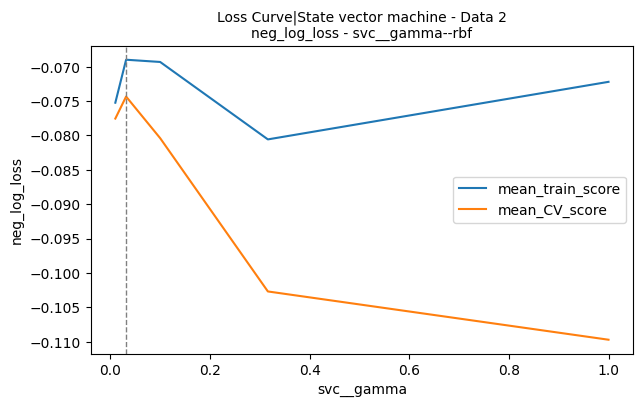 Loss Curve|State vector machine - Data 2
neg_log_loss - svc__gamma--rbf
−0.070
−0.075
−0.080
−0.085
−0.090
−0.095
−0.100
−0.105
−0.110
neg_log_loss
mean_train_score
mean_CV_score
0.0 0.2 0.4 0.6 0.8 1.0
svc__gamma